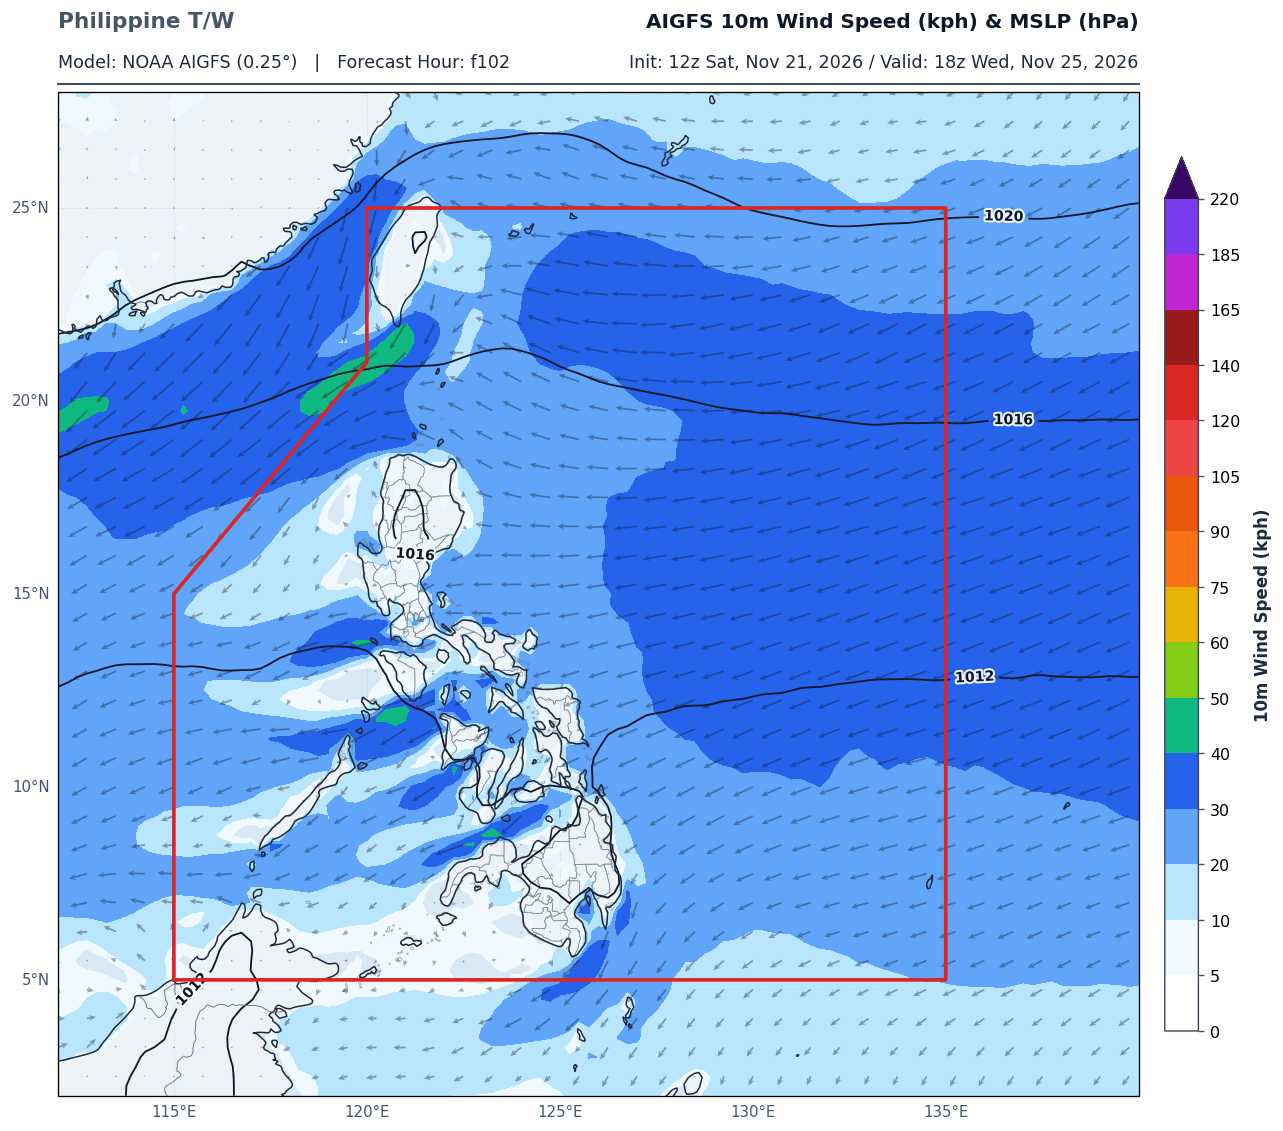 Philippine T/W
AIGFS 10m Wind Speed (kph) & MSLP (hPa)
Model: NOAA AIGFS (0.25°) | Forecast Hour: f102
Init: 12z Sat, Nov 21, 2026 / Valid: 18z Wed, Nov 25, 2026
25°N
20°N
15°N
10°N
5°N
115°E
120°E
125°E
130°E
135°E
1020
1016
1016
1012
1012
220
185
165
140
120
105
90
75
60
50
40
30
20
10
5
0
10m Wind Speed (kph)